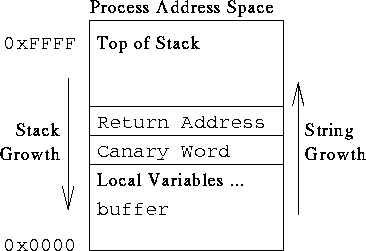 Process Address Space
0xFFFF
Top of Stack
Return Address
Canary Word
Stack
Growth
String
Growth
Local Variables ...
buffer
0x0000